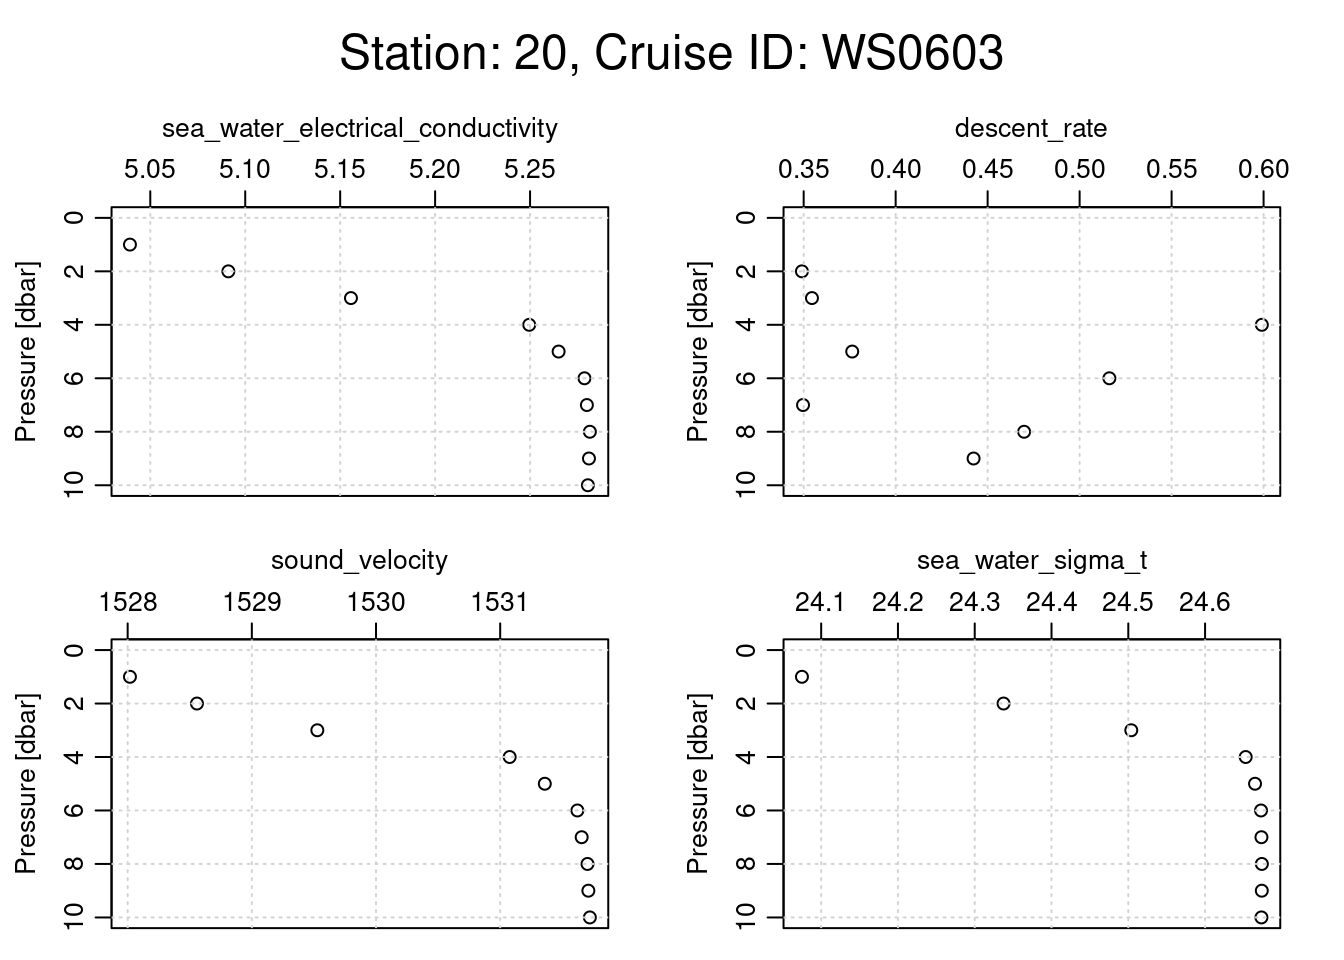 Station: 20, Cruise ID: WS0603
sea_water_electrical_conductivity
5.05 5.10 5.15 5.20 5.25
Pressure [dbar]
0 2 4 6 8 10
descent_rate
0.35 0.40 0.45 0.50 0.55 0.60
Pressure [dbar]
0 2 4 6 8 10
sound_velocity
1528 1529 1530 1531
Pressure [dbar]
0 2 4 6 8 10
sea_water_sigma_t
24.1 24.2 24.3 24.4 24.5 24.6
Pressure [dbar]
0 2 4 6 8 10